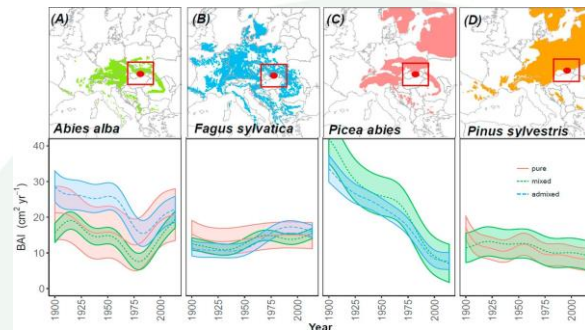 (A)
(B)
(C)
(D)
Abies alba
Fagus sylvatica
Picea abies
Pinus sylvestris
40
30
20
10
0
BAI (cm² yr⁻¹)
pure
mixed
admixed
1900
1925
1950
1975
2000
1900
1925
1950
1975
2000
1900
1925
1950
1975
2000
1900
1925
1950
1975
2000
Year